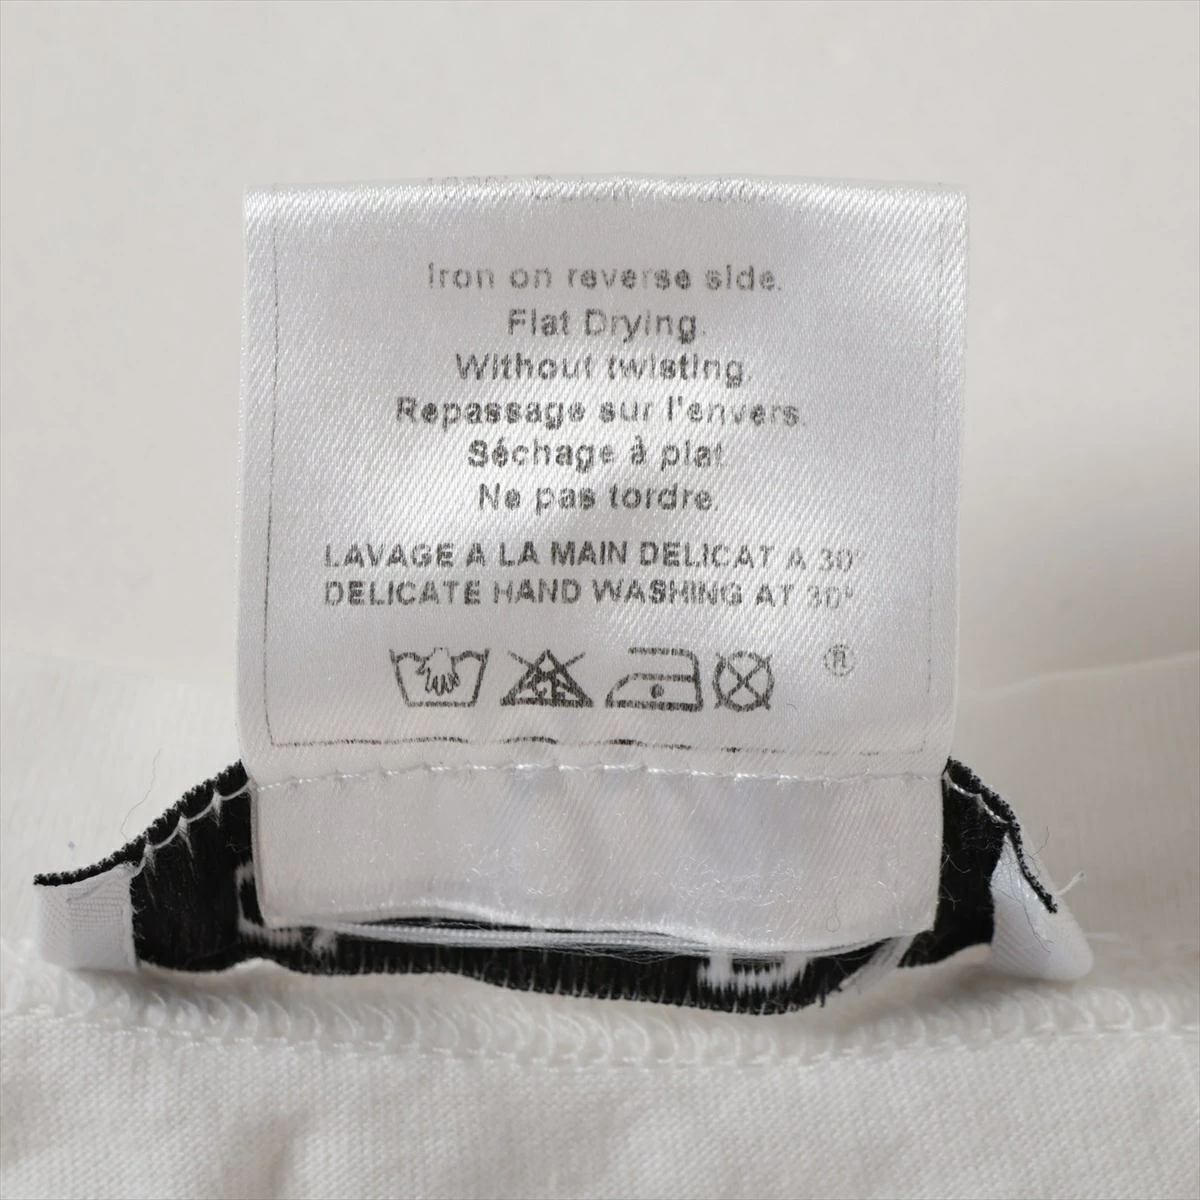 Iron on reverse side.
Flat Drying.
Without twisting.
Repassage sur l'envers.
Séchage à plat.
Ne pas tordre.
LAVAGE A LA MAIN DELICAT A 30°
DELICATE HAND WASHING AT 30°
®